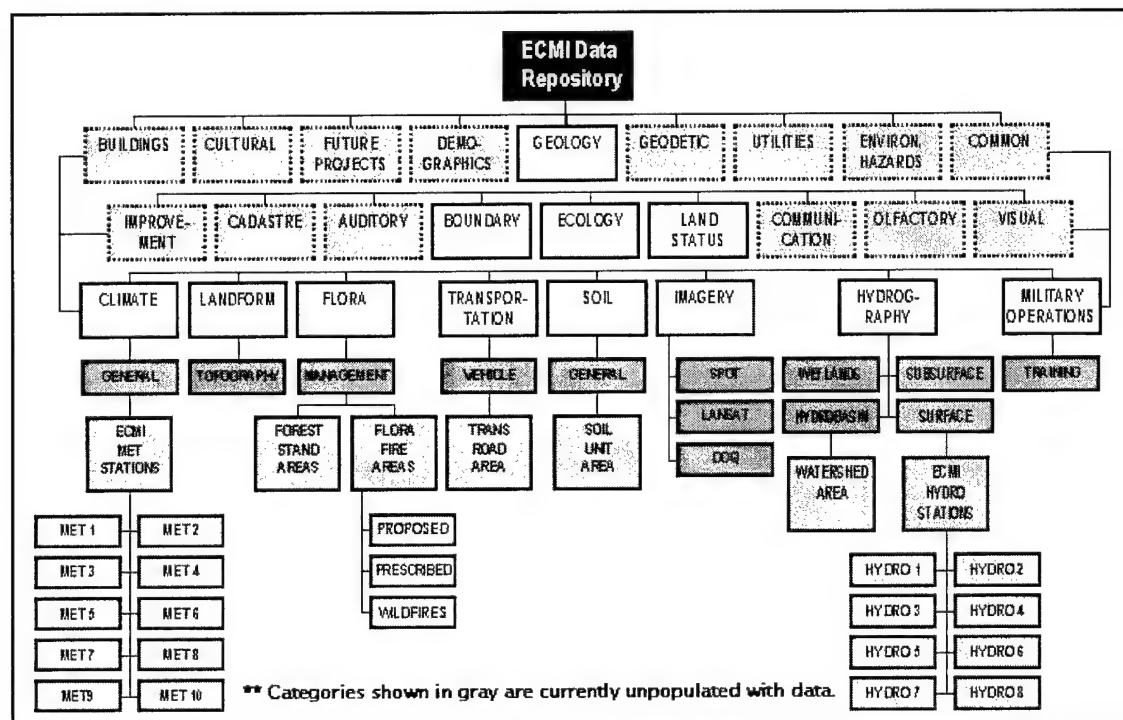 ECMI Data
Repository
BUILDINGS
CULTURAL
FUTURE
PROJECTS
DEMO-
GRAPHICS
GEOLOGY
GEODETIC
UTILITIES
ENVIRON.
HAZARDS
COMMON
IMPROVE-
MENT
CADASTRE
AUDITORY
BOUNDARY
ECOLOGY
LAND
STATUS
COMMUNI-
CATION
OLFACTORY
VISUAL
CLIMATE
LANDFORM
FLORA
TRANSPOR-
TATION
SOIL
IMAGERY
HYDROG-
RAPHY
MILITARY
OPERATIONS
GENERAL
TOPOGRAPHY
MANAGEMENT
VEHICLE
GENERAL
SPOT
WETLANDS
SUBSURFACE
TRAINING
LANSAT
HYDROBASIN
SURFACE
DOQ
ECMI
MET
STATIONS
FOREST
STAND
AREAS
FLORA
FIRE
AREAS
TRANS
ROAD
AREA
SOIL
UNIT
AREA
WATERSHED
AREA
ECMI
HYDRO
STATIONS
PROPOSED
PRESCRIBED
WILDFIRES
MET 1
MET 2
MET 3
MET 4
MET 5
MET 6
MET 7
MET 8
MET9
MET 10
HYDRO 1
HYDRO 2
HYDRO 3
HYDRO 4
HYDRO 5
HYDRO 6
HYDRO 7
HYDRO 8
** Categories shown in gray are currently unpopulated with data.